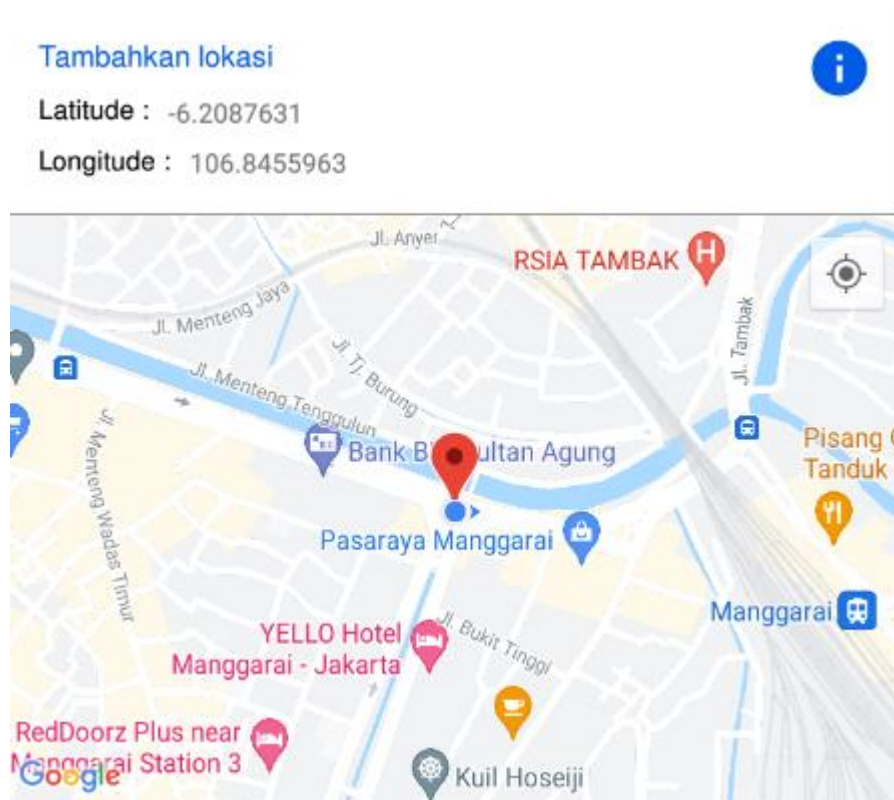 Tambahkan lokasi
Latitude : -6.2087631
Longitude : 106.8455963
Jl. Anyer
RSIA TAMBAK
H
Jl. Menteng Jaya
Jl. Tambak
Jl. Tj. Burung
Jl. Menteng Tenggulun
Bank B ultan Agung
Pisang
Tanduk
Jl. Menteng Wadas Timur
Pasaraya Manggarai
Manggarai
YELLO Hotel
Manggarai - Jakarta
Jl. Bukit Tinggi
RedDoorz Plus near
Manggarai Station 3
Google
Kuil Hoseiji